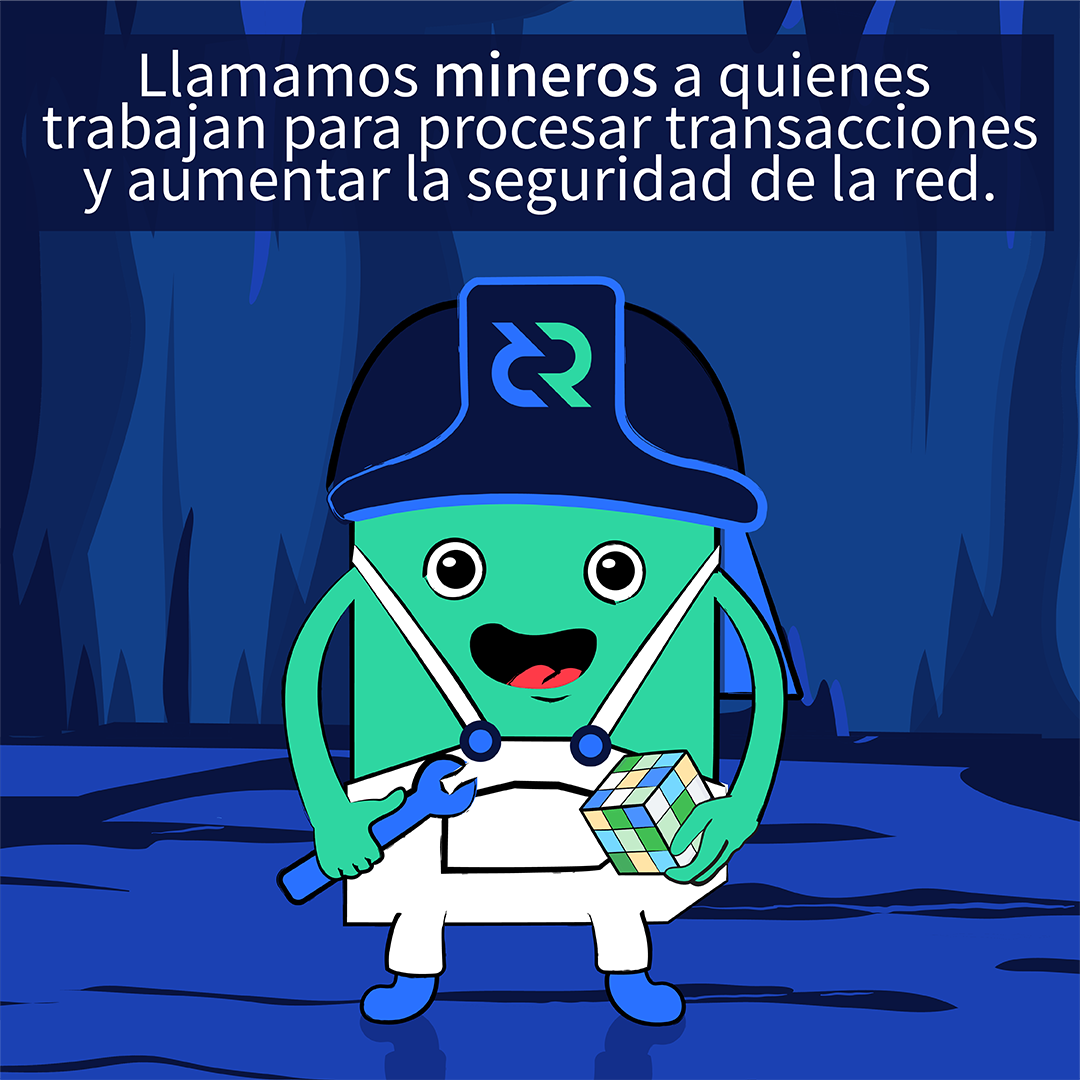 Llamamos mineros a quienes
trabajan para procesar transacciones
y aumentar la seguridad de la red.